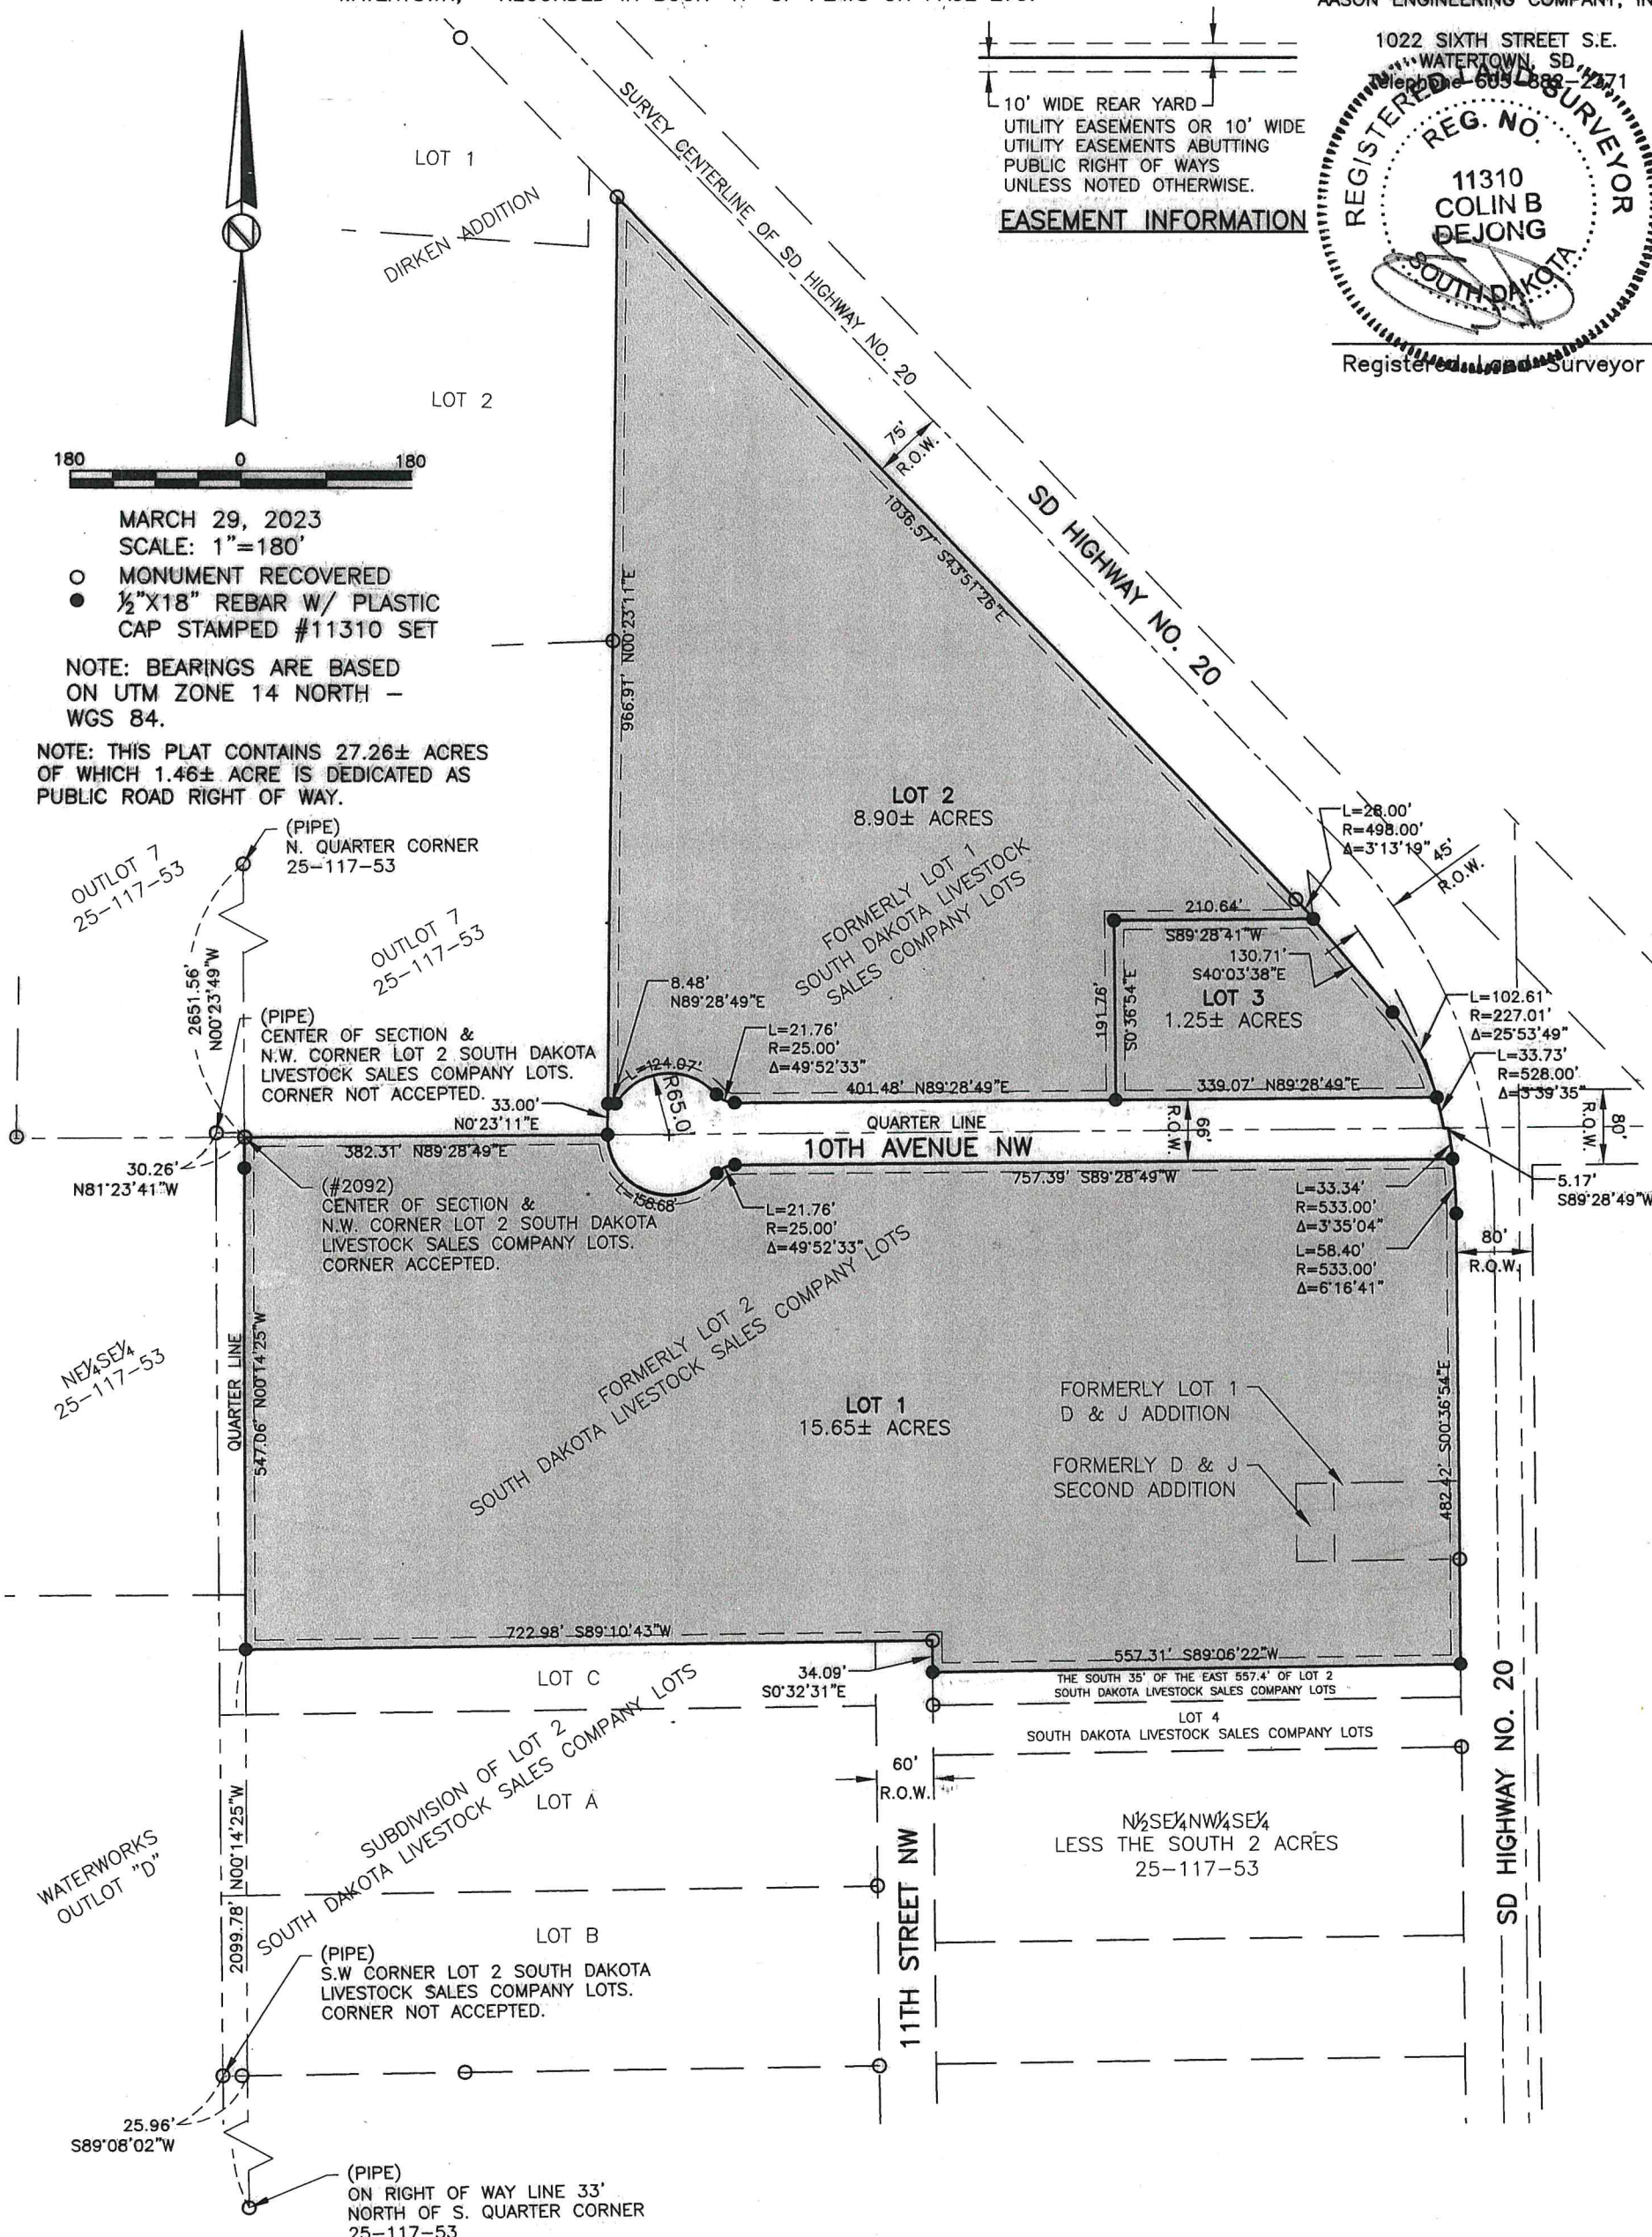 1022 SIXTH STREET S.E.
WATERTOWN, SD
Telephone 605-882-2371
REGISTERED LAND SURVEYOR
REG. NO.
11310
COLIN B
DEJONG
SOUTH DAKOTA
Registered Land Surveyor
10' WIDE REAR YARD
UTILITY EASEMENTS OR 10' WIDE
UTILITY EASEMENTS ABUTTING
PUBLIC RIGHT OF WAYS
UNLESS NOTED OTHERWISE.
EASEMENT INFORMATION
N
LOT 1
DIRKEN ADDITION
LOT 2
SURVEY CENTERLINE OF SD HIGHWAY NO. 20
75'
R.O.W.
SD HIGHWAY NO. 20
180 0 180
MARCH 29, 2023
SCALE: 1"=180'
MONUMENT RECOVERED
½"X18" REBAR W/ PLASTIC
CAP STAMPED #11310 SET
NOTE: BEARINGS ARE BASED
ON UTM ZONE 14 NORTH –
WGS 84.
NOTE: THIS PLAT CONTAINS 27.26± ACRES
OF WHICH 1.46± ACRE IS DEDICATED AS
PUBLIC ROAD RIGHT OF WAY.
1036.57' S43°51'26"E
966.91' N00°23'11"E
LOT 2
8.90± ACRES
FORMERLY LOT 1
SOUTH DAKOTA LIVESTOCK
SALES COMPANY LOTS
L=28.00'
R=498.00'
Δ=3°13'19"
45'
R.O.W.
(PIPE)
N. QUARTER CORNER
25-117-53
OUTLOT 7
25-117-53
OUTLOT 7
25-117-53
2651.56'
N00°23'49"W
210.64'
S89°28'41"W
130.71'
S40°03'38"E
LOT 3
1.25± ACRES
191.76'
S0°36'54"E
8.48'
N89°28'49"E
L=21.76'
R=25.00'
Δ=49°52'33"
L=124.07'
R65.0
401.48' N89°28'49"E
339.07' N89°28'49"E
L=102.61'
R=227.01'
Δ=25°53'49"
L=33.73'
R=528.00'
Δ=3°39'35"
(PIPE)
CENTER OF SECTION &
N.W. CORNER LOT 2 SOUTH DAKOTA
LIVESTOCK SALES COMPANY LOTS.
CORNER NOT ACCEPTED.
33.00'
N0°23'11"E
QUARTER LINE
10TH AVENUE NW
66'
R.O.W.
80'
R.O.W.
382.31' N89°28'49"E
30.26'
N81°23'41"W
(#2092)
CENTER OF SECTION &
N.W. CORNER LOT 2 SOUTH DAKOTA
LIVESTOCK SALES COMPANY LOTS.
CORNER ACCEPTED.
L=158.68'
757.39' S89°28'49"W
L=21.76'
R=25.00'
Δ=49°52'33"
L=33.34'
R=533.00'
Δ=3°35'04"
L=58.40'
R=533.00'
Δ=6°16'41"
5.17'
S89°28'49"W
80'
R.O.W.
NE¼SE¼
25-117-53
QUARTER LINE
547.06' N00°14'25"W
FORMERLY LOT 2
SOUTH DAKOTA LIVESTOCK SALES COMPANY LOTS
LOT 1
15.65± ACRES
FORMERLY LOT 1
D & J ADDITION
FORMERLY D & J
SECOND ADDITION
482.42' S00°36'54"E
722.98' S89°10'43"W
557.31' S89°06'22"W
34.09'
S0°32'31"E
THE SOUTH 35' OF THE EAST 557.4' OF LOT 2
SOUTH DAKOTA LIVESTOCK SALES COMPANY LOTS
LOT 4
SOUTH DAKOTA LIVESTOCK SALES COMPANY LOTS
LOT C
SUBDIVISION OF LOT 2
SOUTH DAKOTA LIVESTOCK SALES COMPANY LOTS
LOT A
LOT B
60'
R.O.W.
11TH STREET NW
N½SE¼NW¼SE¼
LESS THE SOUTH 2 ACRES
25-117-53
SD HIGHWAY NO. 20
WATERWORKS
OUTLOT "D"
2099.78' N00°14'25"W
(PIPE)
S.W CORNER LOT 2 SOUTH DAKOTA
LIVESTOCK SALES COMPANY LOTS.
CORNER NOT ACCEPTED.
25.96'
S89°08'02"W
(PIPE)
ON RIGHT OF WAY LINE 33'
NORTH OF S. QUARTER CORNER
25-117-53